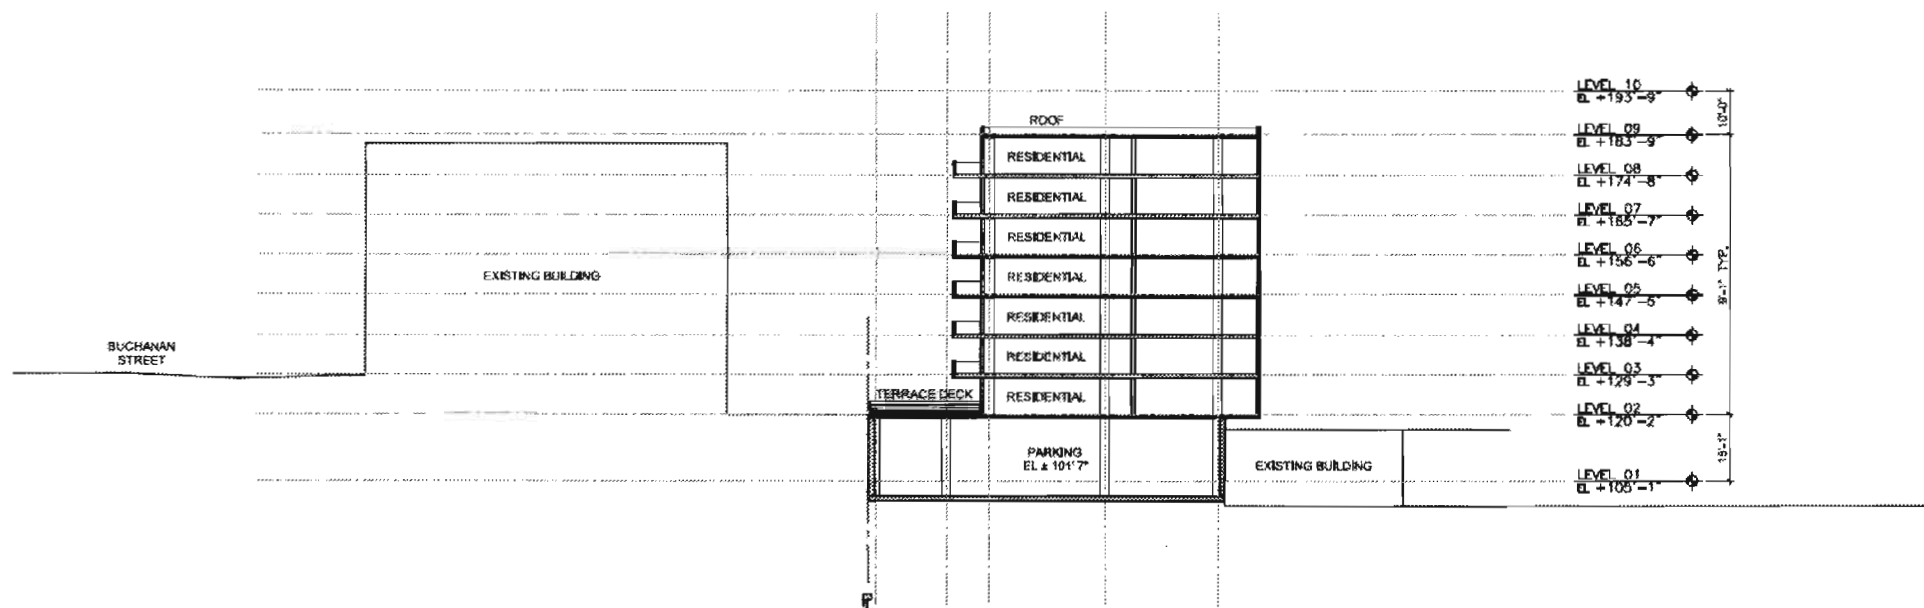 LEVEL 10
EL +193'-9"
10'-0"
ROOF
LEVEL 09
EL +183'-9"
RESIDENTIAL
LEVEL 08
EL +174'-8"
RESIDENTIAL
LEVEL 07
EL +165'-7"
RESIDENTIAL
LEVEL 06
EL +156'-6"
RESIDENTIAL
EXISTING BUILDING
9'-1" TYP.
LEVEL 05
EL +147'-5"
RESIDENTIAL
LEVEL 04
EL +138'-4"
BUCHANAN
STREET
RESIDENTIAL
LEVEL 03
EL +129'-3"
TERRACE DECK
RESIDENTIAL
LEVEL 02
EL +120'-2"
PARKING
EL ± 101'7"
EXISTING BUILDING
15'-1"
LEVEL 01
EL +105'-1"